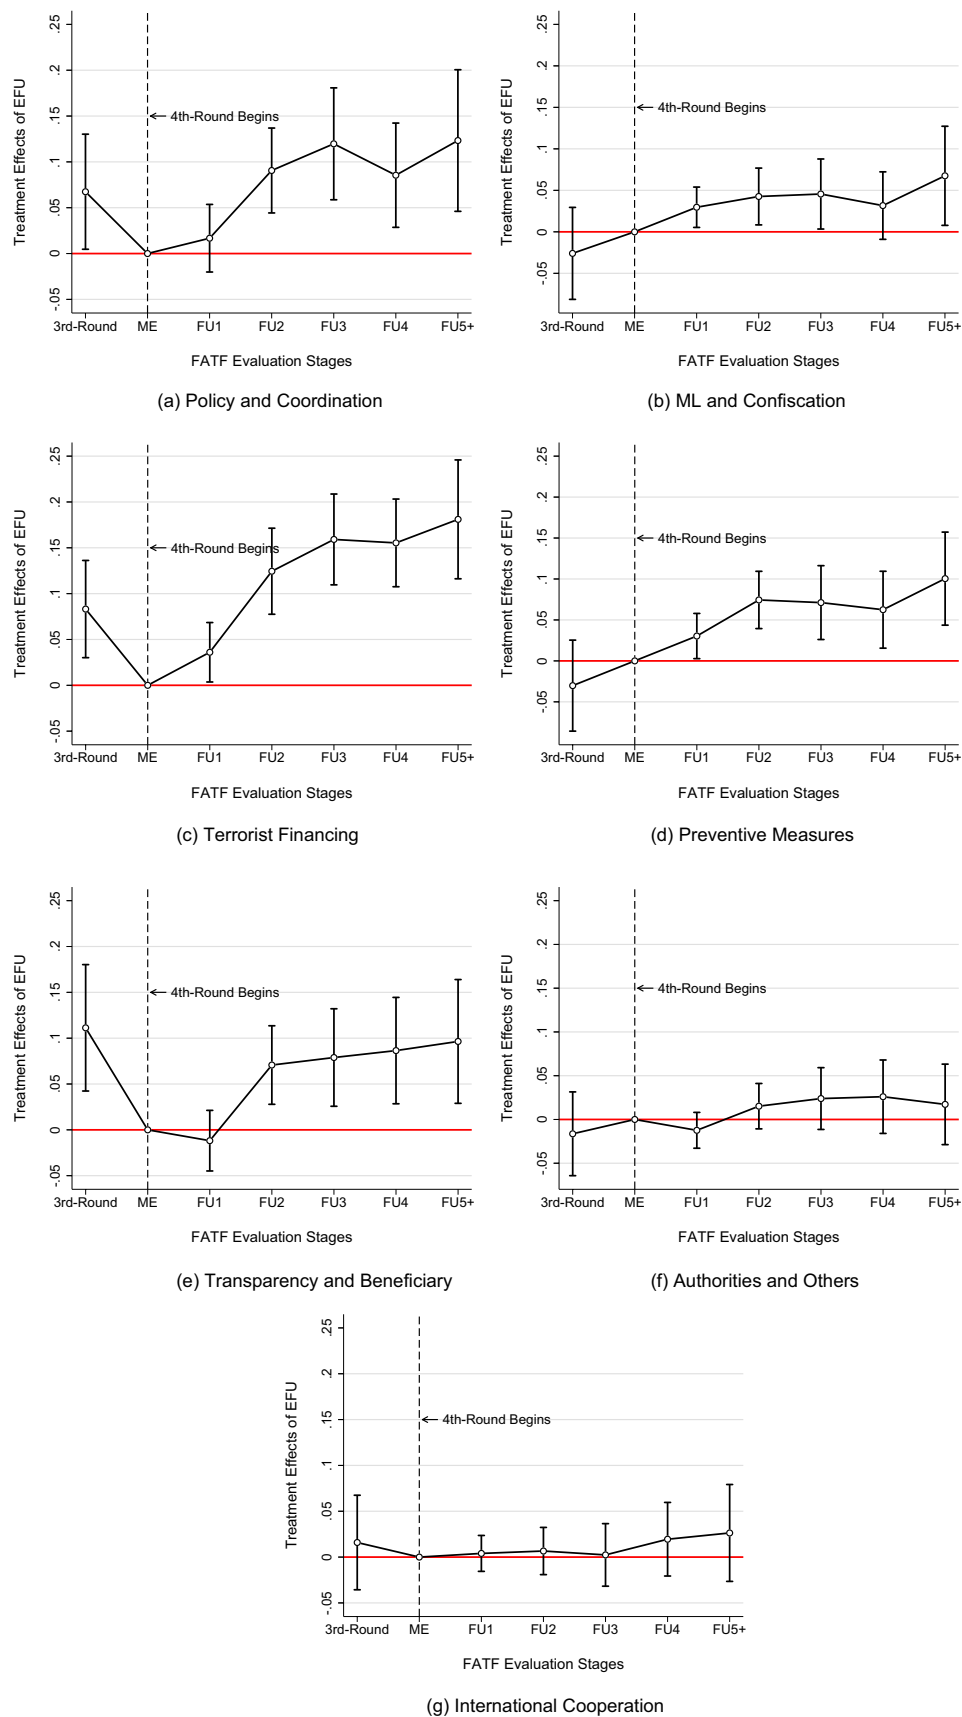 Treatment Effects of EFU
.25
.2
.15
.1
.05
0
-.05
4th-Round Begins
3rd-Round ME FU1 FU2 FU3 FU4 FU5+
FATF Evaluation Stages
(a) Policy and Coordination
Treatment Effects of EFU
.25
.2
.15
.1
.05
0
-.05
4th-Round Begins
3rd-Round ME FU1 FU2 FU3 FU4 FU5+
FATF Evaluation Stages
(b) ML and Confiscation
Treatment Effects of EFU
.25
.2
.15
.1
.05
0
-.05
4th-Round Begins
3rd-Round ME FU1 FU2 FU3 FU4 FU5+
FATF Evaluation Stages
(c) Terrorist Financing
Treatment Effects of EFU
.25
.2
.15
.1
.05
0
-.05
4th-Round Begins
3rd-Round ME FU1 FU2 FU3 FU4 FU5+
FATF Evaluation Stages
(d) Preventive Measures
Treatment Effects of EFU
.25
.2
.15
.1
.05
0
-.05
4th-Round Begins
3rd-Round ME FU1 FU2 FU3 FU4 FU5+
FATF Evaluation Stages
(e) Transparency and Beneficiary
Treatment Effects of EFU
.25
.2
.15
.1
.05
0
-.05
4th-Round Begins
3rd-Round ME FU1 FU2 FU3 FU4 FU5+
FATF Evaluation Stages
(f) Authorities and Others
Treatment Effects of EFU
.25
.2
.15
.1
.05
0
-.05
4th-Round Begins
3rd-Round ME FU1 FU2 FU3 FU4 FU5+
FATF Evaluation Stages
(g) International Cooperation